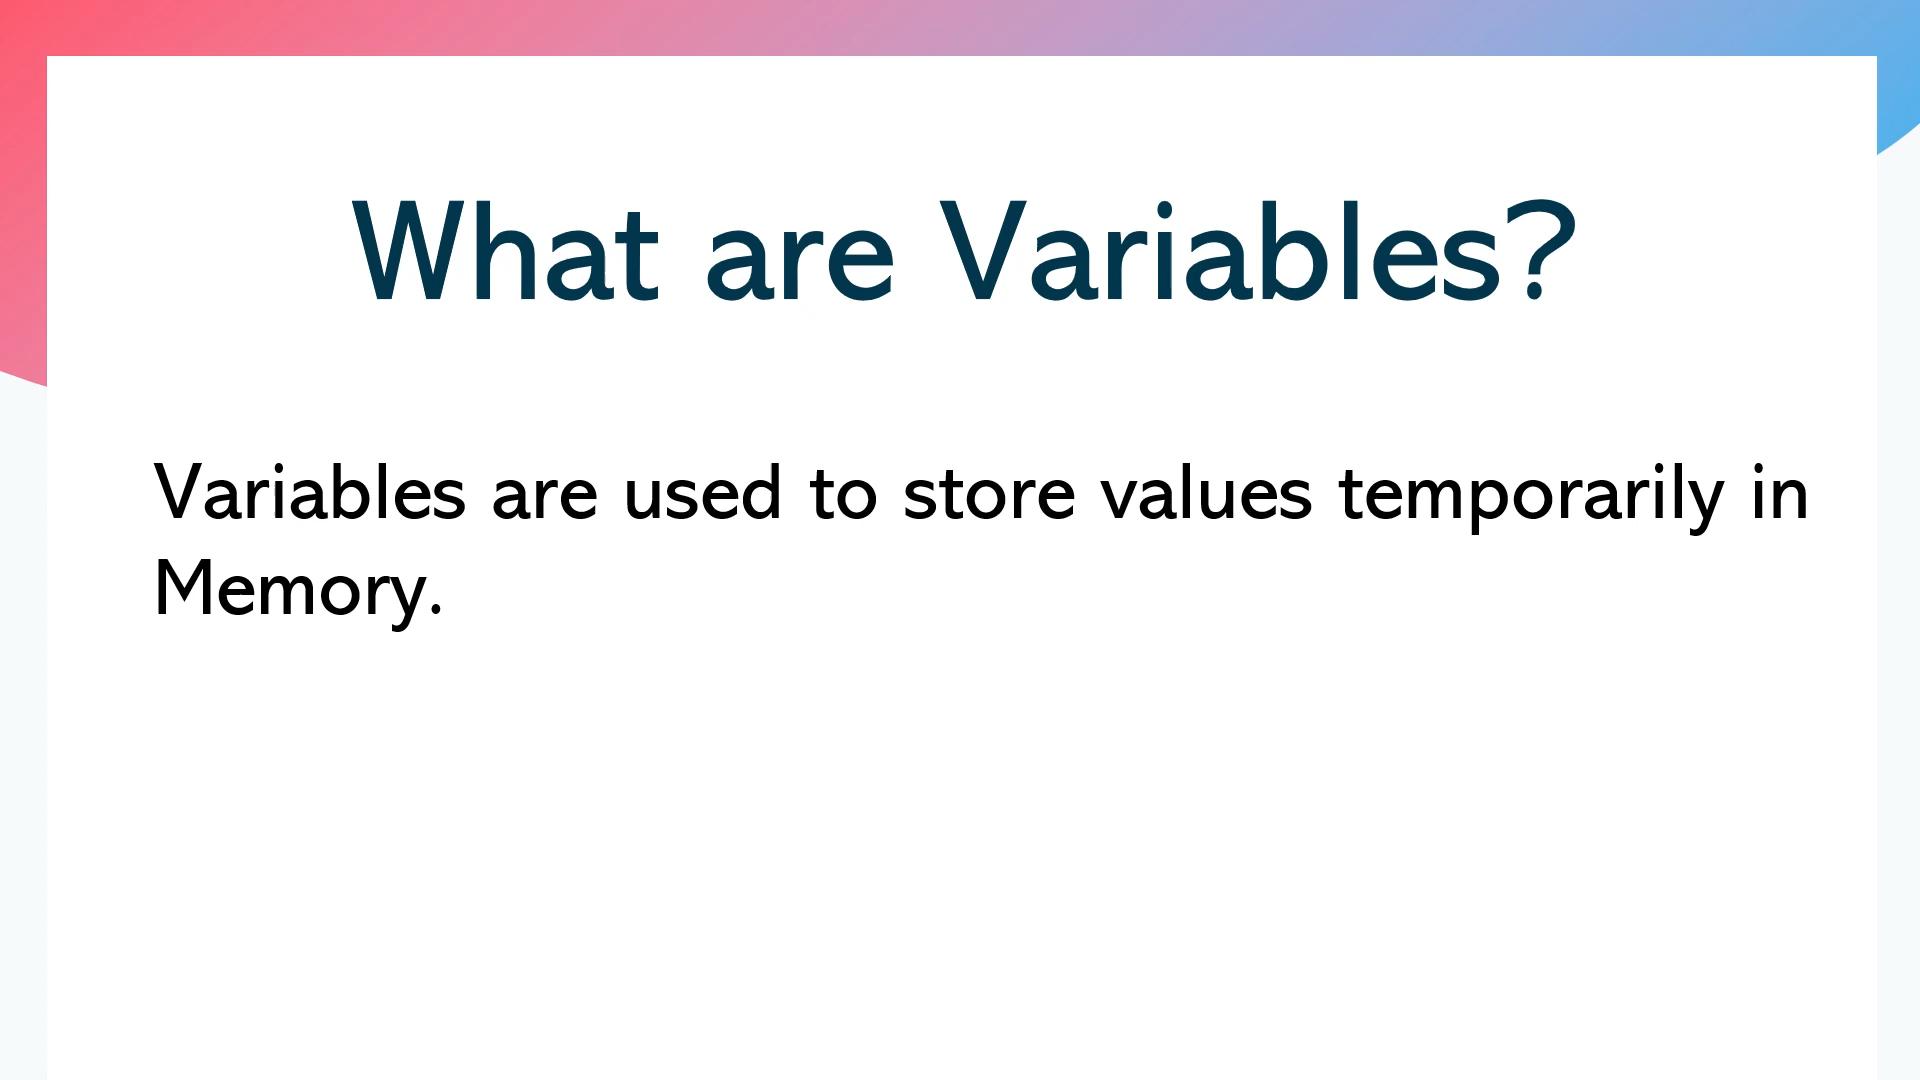 What are Variables?
Variables are used to store values temporarily in
Memory.